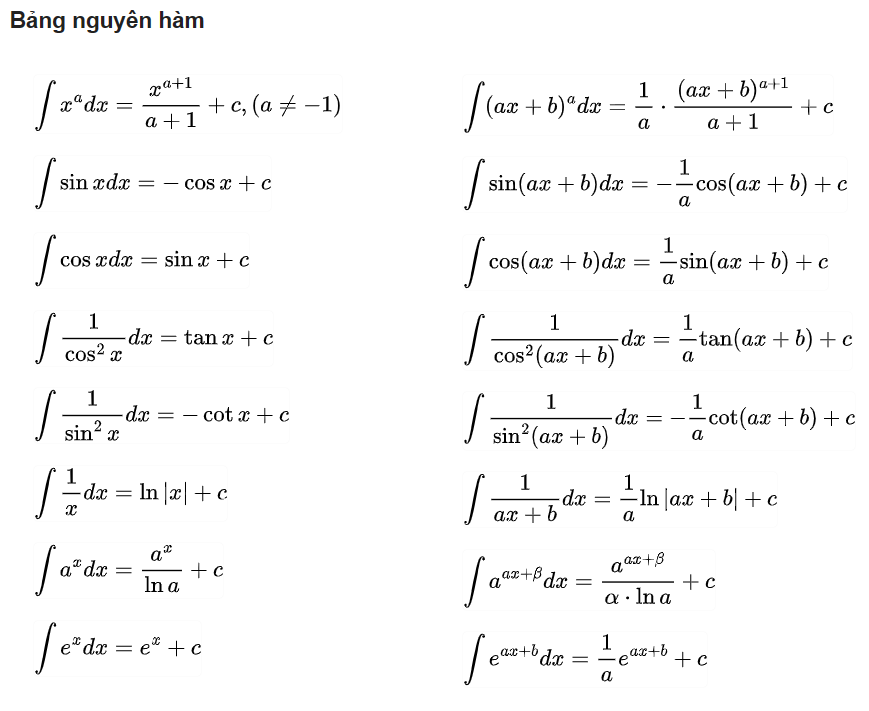 Bảng nguyên hàm
∫ x^a dx = x^(a+1)/(a+1) + c, (a ≠ −1)
∫ (ax + b)^a dx = 1/a · (ax + b)^(a+1)/(a+1) + c
∫ sin xdx = − cos x + c
∫ sin(ax + b)dx = −1/a cos(ax + b) + c
∫ cos xdx = sin x + c
∫ cos(ax + b)dx = 1/a sin(ax + b) + c
∫ 1/(cos² x) dx = tan x + c
∫ 1/(cos²(ax + b)) dx = 1/a tan(ax + b) + c
∫ 1/(sin² x) dx = − cot x + c
∫ 1/(sin²(ax + b)) dx = −1/a cot(ax + b) + c
∫ 1/x dx = ln |x| + c
∫ 1/(ax + b) dx = 1/a ln |ax + b| + c
∫ a^x dx = a^x/(ln a) + c
∫ a^(ax+β) dx = a^(ax+β)/(α · ln a) + c
∫ e^x dx = e^x + c
∫ e^(ax+b) dx = 1/a e^(ax+b) + c